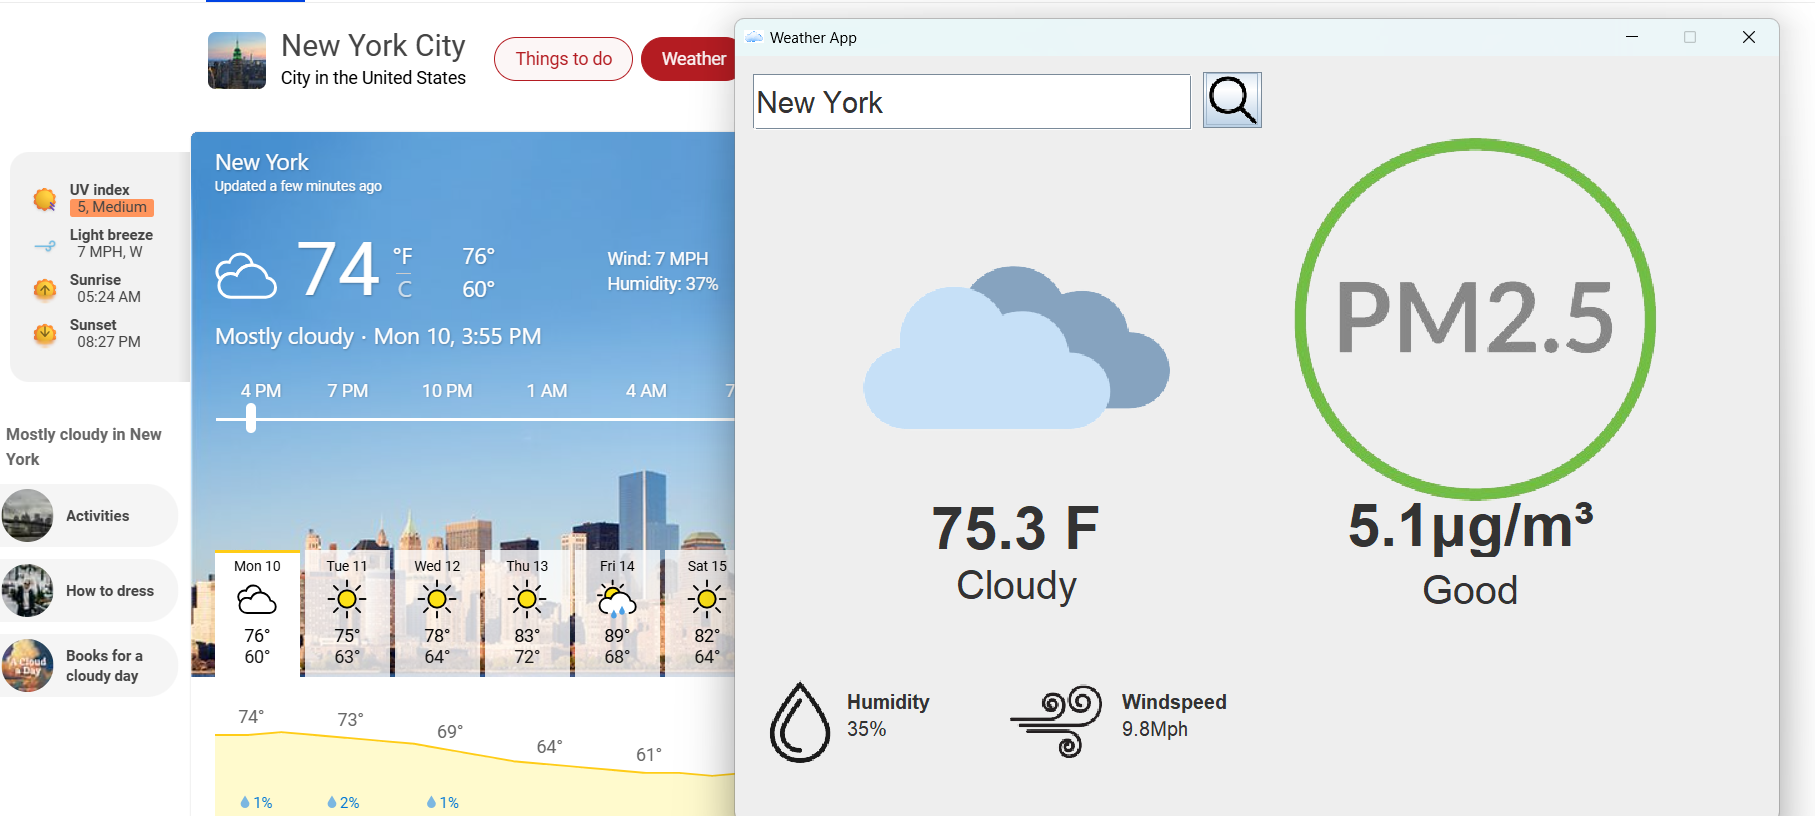 New York City
City in the United States
Things to do
Weather
UV index
5, Medium
Light breeze
7 MPH, W
Sunrise
05:24 AM
Sunset
08:27 PM
Mostly cloudy in New
York
Activities
How to dress
Books for a
cloudy day
New York
Updated a few minutes ago
74 °F C
76°
60°
Wind: 7 MPH
Humidity: 37%
Mostly cloudy · Mon 10, 3:55 PM
4 PM 7 PM 10 PM 1 AM 4 AM 7
Mon 10 Tue 11 Wed 12 Thu 13 Fri 14 Sat 15
76° 75° 78° 83° 89° 82°
60° 63° 64° 72° 68° 64°
74° 73° 69° 64° 61°
1% 2% 1%
Weather App
New York
PM2.5
75.3 F
Cloudy
5.1µg/m³
Good
Humidity
35%
Windspeed
9.8Mph